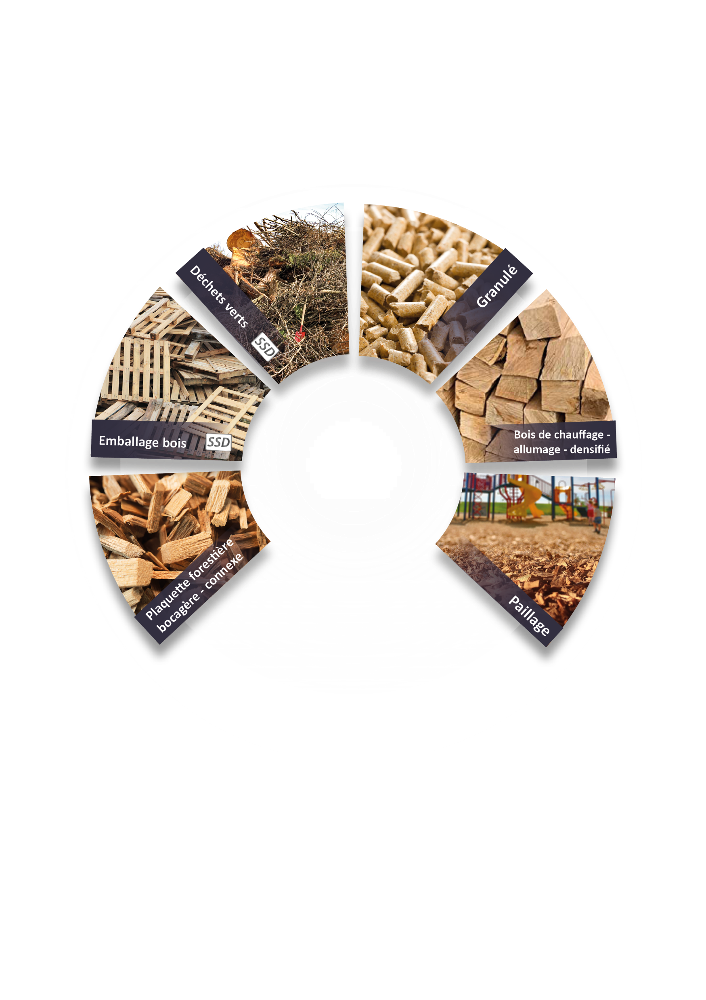 Déchets verts
SSD
Granulé
Emballage bois
SSD
Bois de chauffage -
allumage - densifié
Plaquette forestière
bocagère - connexe
Paillage